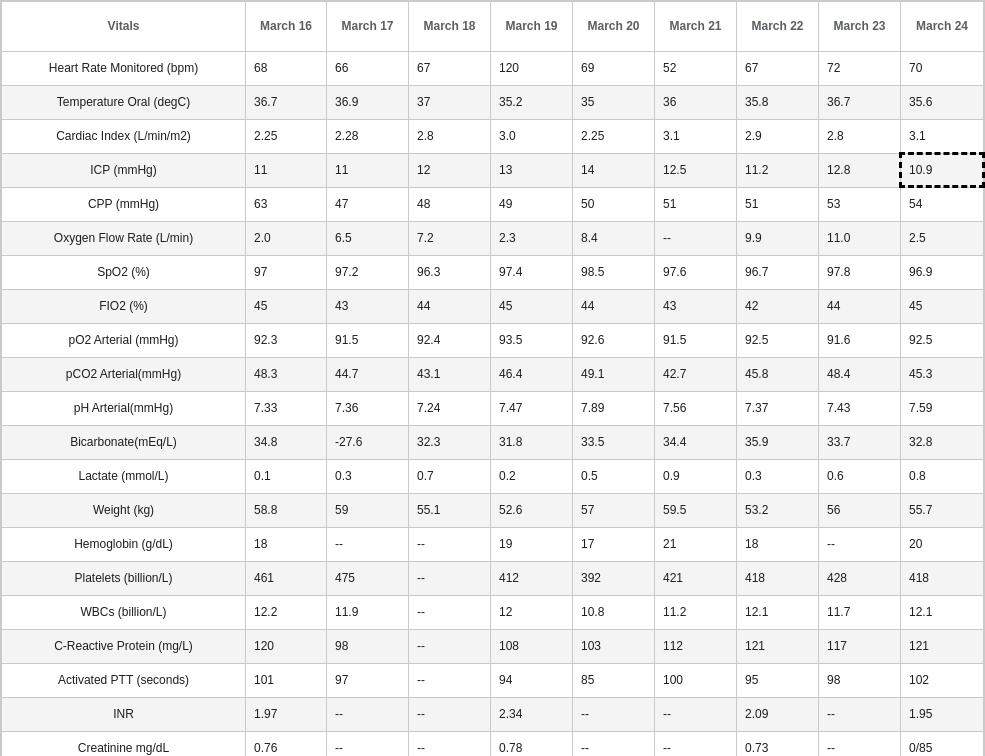 Vitals March 16 March 17 March 18 March 19 March 20 March 21 March 22 March 23 March 24
Heart Rate Monitored (bpm) 68 66 67 120 69 52 67 72 70
Temperature Oral (degC) 36.7 36.9 37 35.2 35 36 35.8 36.7 35.6
Cardiac Index (L/min/m2) 2.25 2.28 2.8 3.0 2.25 3.1 2.9 2.8 3.1
ICP (mmHg) 11 11 12 13 14 12.5 11.2 12.8 10.9
CPP (mmHg) 63 47 48 49 50 51 51 53 54
Oxygen Flow Rate (L/min) 2.0 6.5 7.2 2.3 8.4 -- 9.9 11.0 2.5
SpO2 (%) 97 97.2 96.3 97.4 98.5 97.6 96.7 97.8 96.9
FIO2 (%) 45 43 44 45 44 43 42 44 45
pO2 Arterial (mmHg) 92.3 91.5 92.4 93.5 92.6 91.5 92.5 91.6 92.5
pCO2 Arterial(mmHg) 48.3 44.7 43.1 46.4 49.1 42.7 45.8 48.4 45.3
pH Arterial(mmHg) 7.33 7.36 7.24 7.47 7.89 7.56 7.37 7.43 7.59
Bicarbonate(mEq/L) 34.8 -27.6 32.3 31.8 33.5 34.4 35.9 33.7 32.8
Lactate (mmol/L) 0.1 0.3 0.7 0.2 0.5 0.9 0.3 0.6 0.8
Weight (kg) 58.8 59 55.1 52.6 57 59.5 53.2 56 55.7
Hemoglobin (g/dL) 18 -- -- 19 17 21 18 -- 20
Platelets (billion/L) 461 475 -- 412 392 421 418 428 418
WBCs (billion/L) 12.2 11.9 -- 12 10.8 11.2 12.1 11.7 12.1
C-Reactive Protein (mg/L) 120 98 -- 108 103 112 121 117 121
Activated PTT (seconds) 101 97 -- 94 85 100 95 98 102
INR 1.97 -- -- 2.34 -- -- 2.09 -- 1.95
Creatinine mg/dL 0.76 -- -- 0.78 -- -- 0.73 -- 0/85